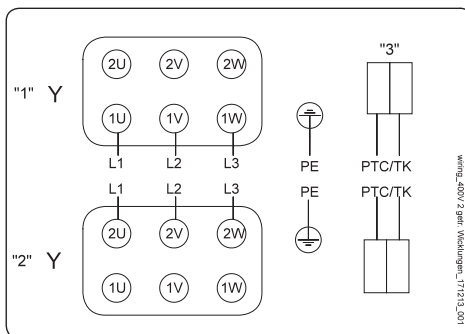 "3"
2U 2V 2W
"1" Y
1U 1V 1W
L1 L2 L3 PE PTC/TK
L1 L2 L3 PE PTC/TK
2U 2V 2W
"2" Y
1U 1V 1W
wiring_400V 2 getr. Wicklungen_171213_001